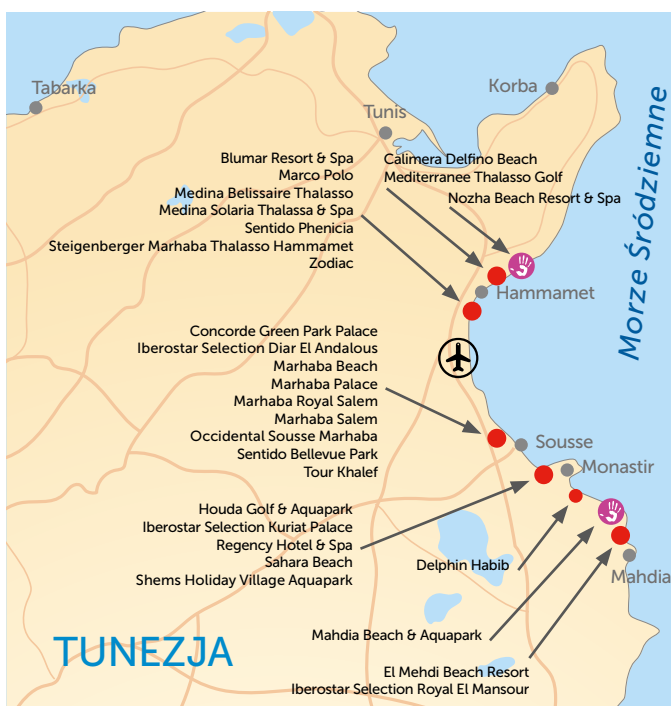 Korba
Tabarka
Tunis
Morze Śródziemne
Blumar Resort & Spa
Marco Polo
Medina Belissaire Thalasso
Medina Solaria Thalassa & Spa
Sentido Phenicia
Steigenberger Marhaba Thalasso Hammamet
Zodiac
Calimera Delfino Beach
Mediterranee Thalasso Golf
Nozha Beach Resort & Spa
Hammamet
Concorde Green Park Palace
Iberostar Selection Diar El Andalous
Marhaba Beach
Marhaba Palace
Marhaba Royal Salem
Marhaba Salem
Occidental Sousse Marhaba
Sentido Bellevue Park
Tour Khalef
Sousse
Monastir
Houda Golf & Aquapark
Iberostar Selection Kuriat Palace
Regency Hotel & Spa
Sahara Beach
Shems Holiday Village Aquapark
Delphin Habib
Mahdia
Mahdia Beach & Aquapark
TUNEZJA
El Mehdi Beach Resort
Iberostar Selection Royal El Mansour